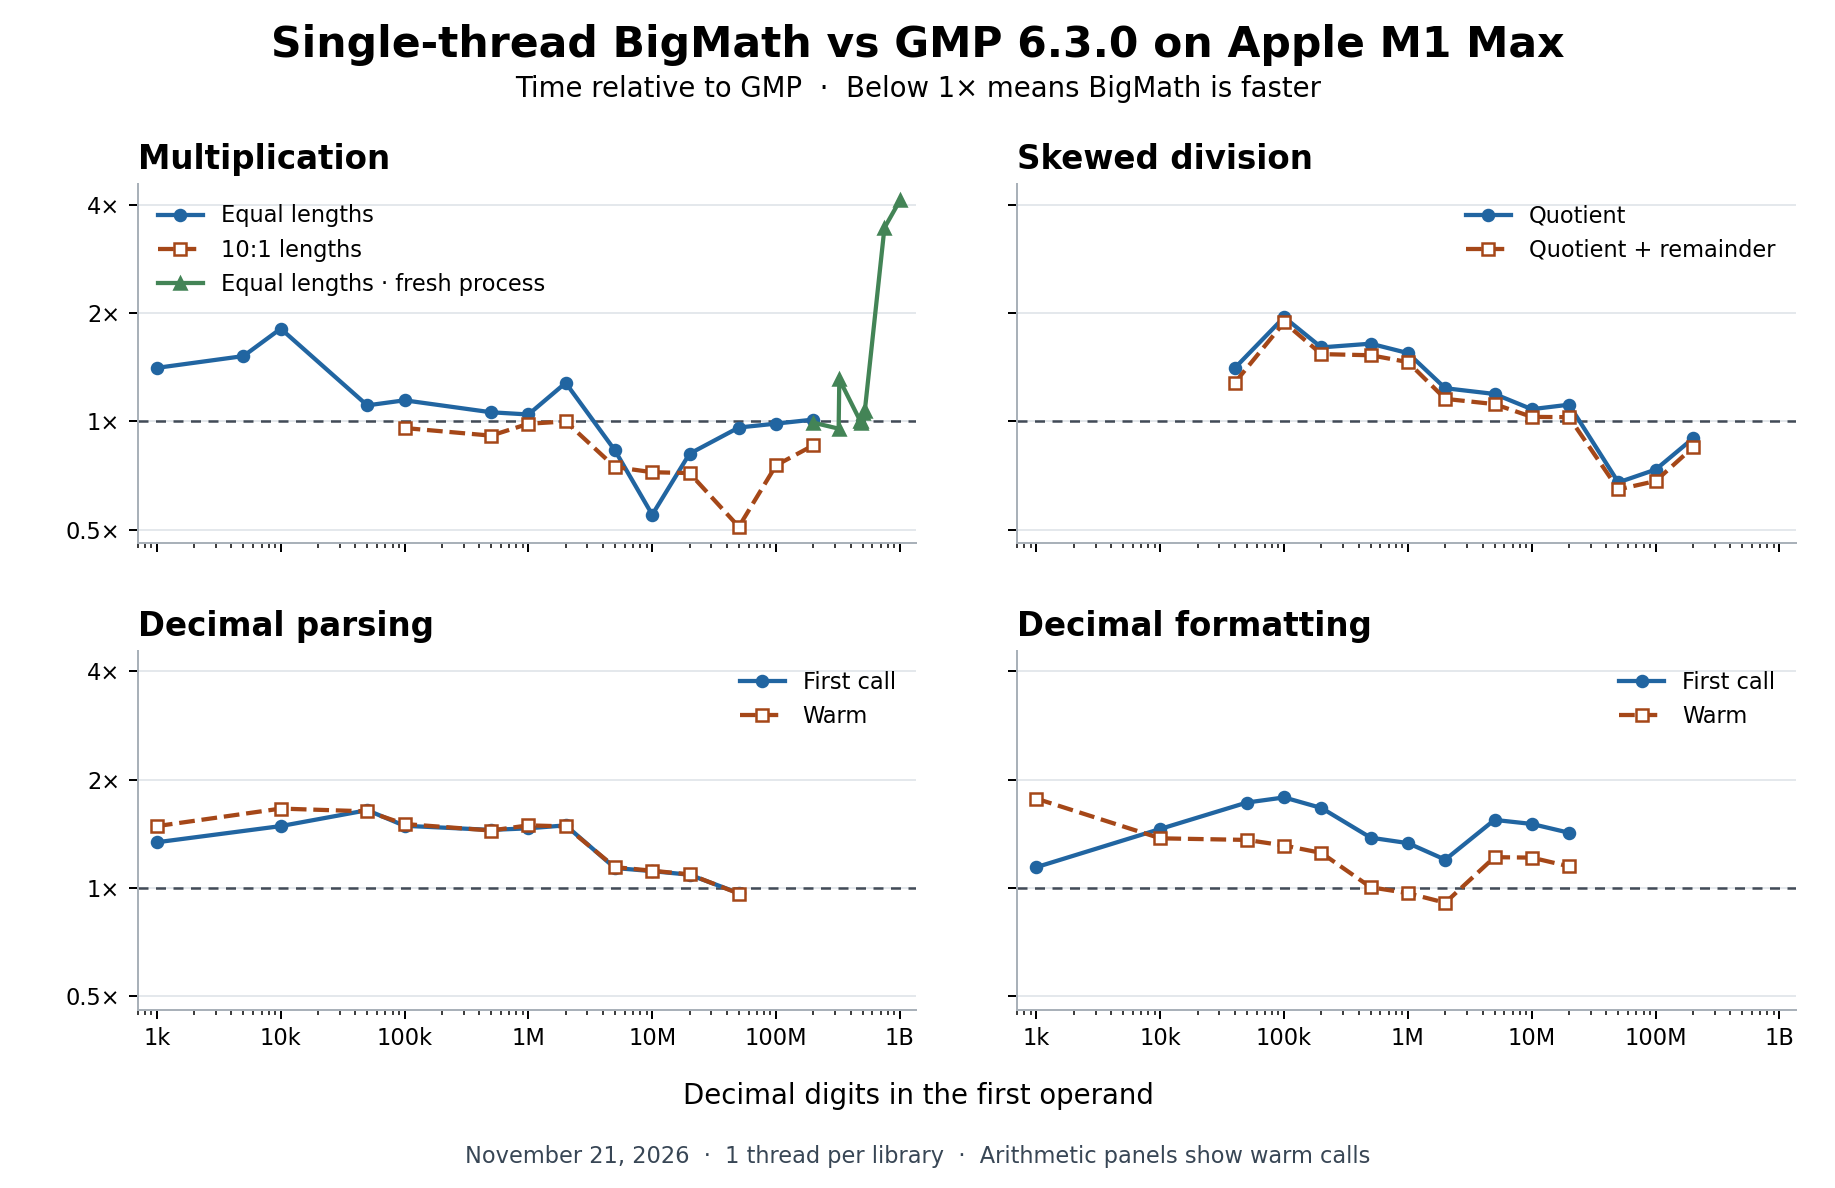 Single-thread BigMath vs GMP 6.3.0 on Apple M1 Max
Time relative to GMP · Below 1× means BigMath is faster
Multiplication
4×
2×
1×
0.5×
Equal lengths
10:1 lengths
Equal lengths · fresh process
Skewed division
Quotient
Quotient + remainder
Decimal parsing
4×
2×
1×
0.5×
First call
Warm
1k 10k 100k 1M 10M 100M 1B
Decimal formatting
First call
Warm
1k 10k 100k 1M 10M 100M 1B
Decimal digits in the first operand
November 21, 2026 · 1 thread per library · Arithmetic panels show warm calls